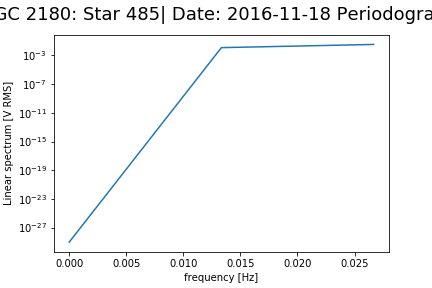 GC 2180: Star 485| Date: 2016-11-18 Periodogra
Linear spectrum [V RMS]
10⁻³
10⁻⁷
10⁻¹¹
10⁻¹⁵
10⁻¹⁹
10⁻²³
10⁻²⁷
0.000 0.005 0.010 0.015 0.020 0.025
frequency [Hz]